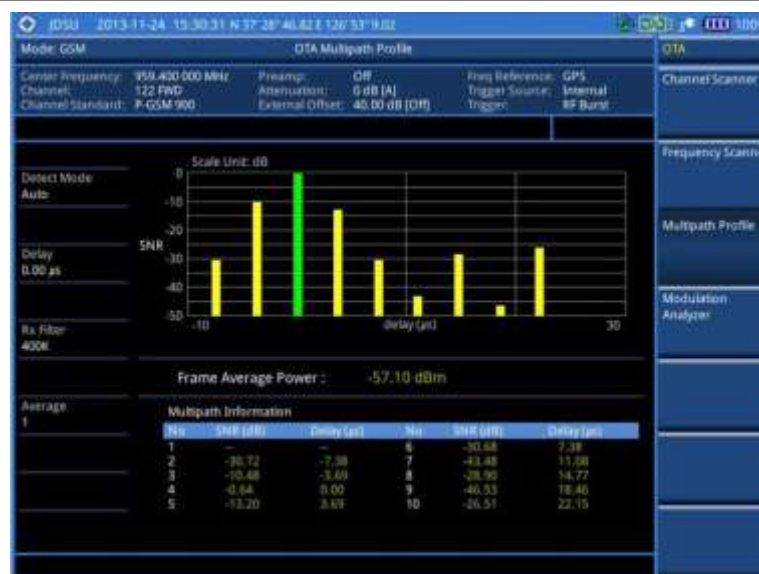 JDSU 2013-11-24 15:30:31 N 37° 28' 46.82 E 126° 53" 9.02
100%
Mode: GSM
OTA Multipath Profile
OTA
Center Frequency: 959.400 000 MHz
Channel: 122 FWD
Channel Standard: P-GSM 900
Preamp: Off
Attenuation: 0 dB [A]
External Offset: 40.00 dB [Off]
Freq Reference: GPS
Trigger Source: Internal
Trigger: RF Burst
Channel Scanner
Frequency Scann
Multipath Profile
Modulation
Analyzer
Detect Mode
Auto
Delay
0.00 µs
Rx Filter
400K
Average
1
Scale Unit: dB
0
-10
-20
SNR
-30
-40
-50
-10
delay (µs)
30
Frame Average Power : -57.10 dBm
Multipath Information
No SNR (dB) Delay (µs) No SNR (dB) Delay (µs)
1 -- -- 6 -30.68 7.38
2 -30.72 -7.38 7 -43.48 11.08
3 -10.48 -3.69 8 -28.90 14.77
4 -0.64 0.00 9 -46.53 18.46
5 -13.20 3.69 10 -26.51 22.15